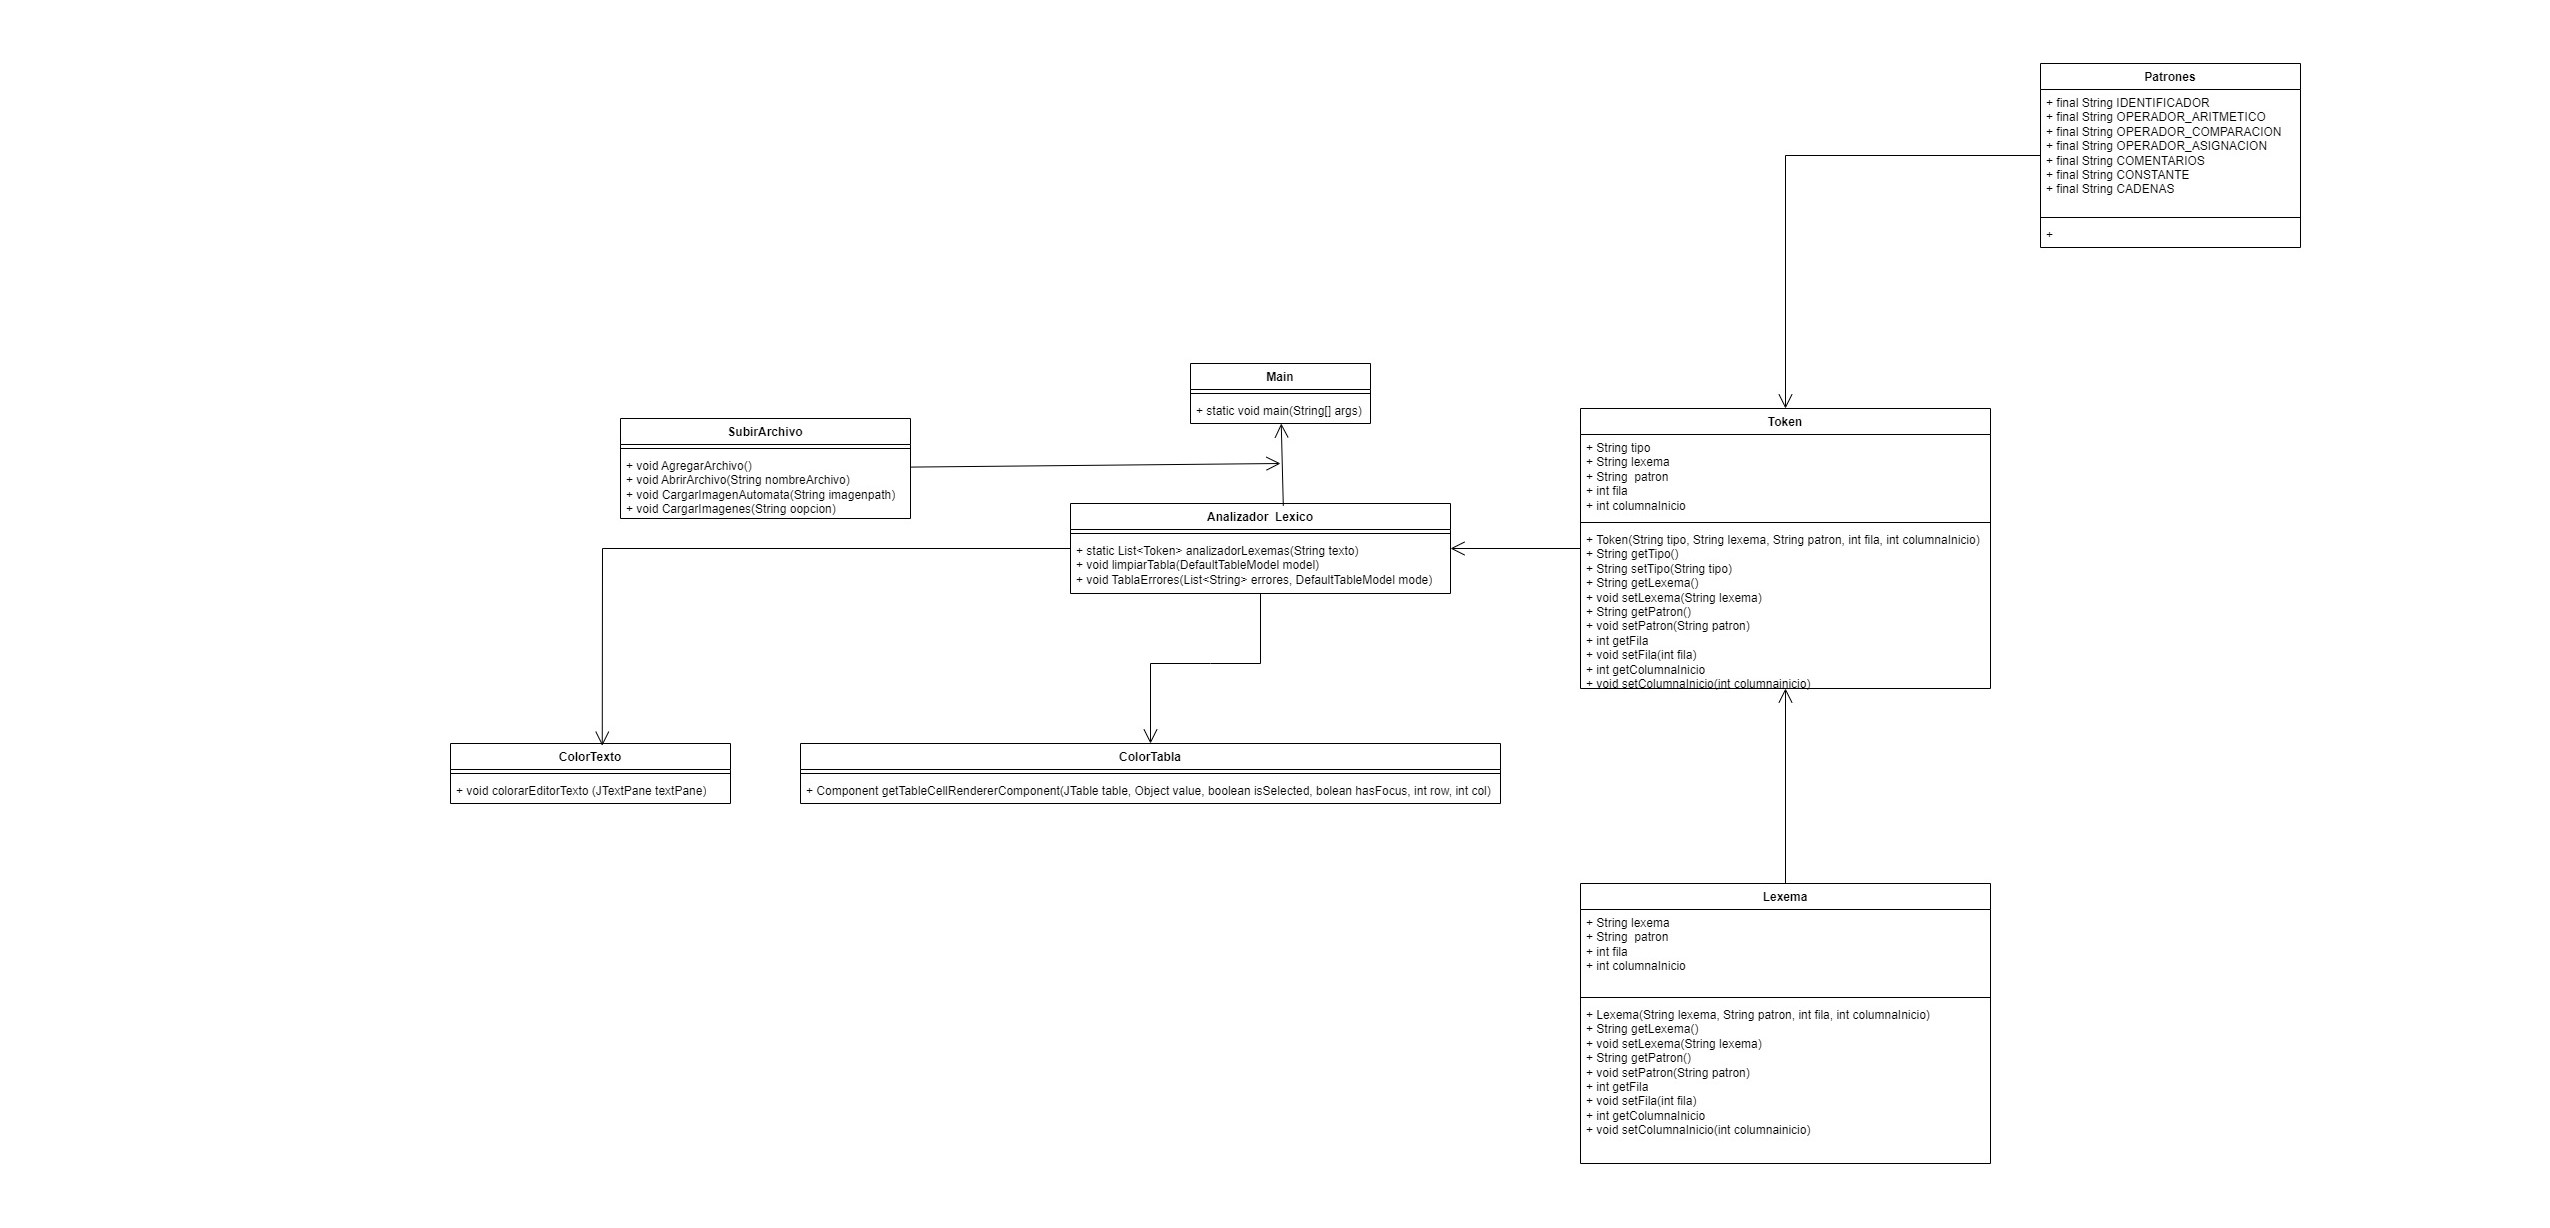 Patrones
+ final String IDENTIFICADOR
+ final String OPERADOR_ARITMETICO
+ final String OPERADOR_COMPARACION
+ final String OPERADOR_ASIGNACION
+ final String COMENTARIOS
+ final String CONSTANTE
+ final String CADENAS
+
Main
+ static void main(String[] args)
SubirArchivo
+ void AgregarArchivo()
+ void AbrirArchivo(String nombreArchivo)
+ void CargarImagenAutomata(String imagenpath)
+ void CargarImagenes(String oopcion)
Analizador  Lexico
+ static List<Token> analizadorLexemas(String texto)
+ void limpiarTabla(DefaultTableModel model)
+ void TablaErrores(List<String> errores, DefaultTableModel mode)
Token
+ String tipo
+ String lexema
+ String  patron
+ int fila
+ int columnaInicio
+ Token(String tipo, String lexema, String patron, int fila, int columnaInicio)
+ String getTipo()
+ String setTipo(String tipo)
+ String getLexema()
+ void setLexema(String lexema)
+ String getPatron()
+ void setPatron(String patron)
+ int getFila
+ void setFila(int fila)
+ int getColumnaInicio
+ void setColumnaInicio(int columnainicio)
ColorTexto
+ void colorarEditorTexto (JTextPane textPane)
ColorTabla
+ Component getTableCellRendererComponent(JTable table, Object value, boolean isSelected, bolean hasFocus, int row, int col)
Lexema
+ String lexema
+ String  patron
+ int fila
+ int columnaInicio
+ Lexema(String lexema, String patron, int fila, int columnaInicio)
+ String getLexema()
+ void setLexema(String lexema)
+ String getPatron()
+ void setPatron(String patron)
+ int getFila
+ void setFila(int fila)
+ int getColumnaInicio
+ void setColumnaInicio(int columnainicio)